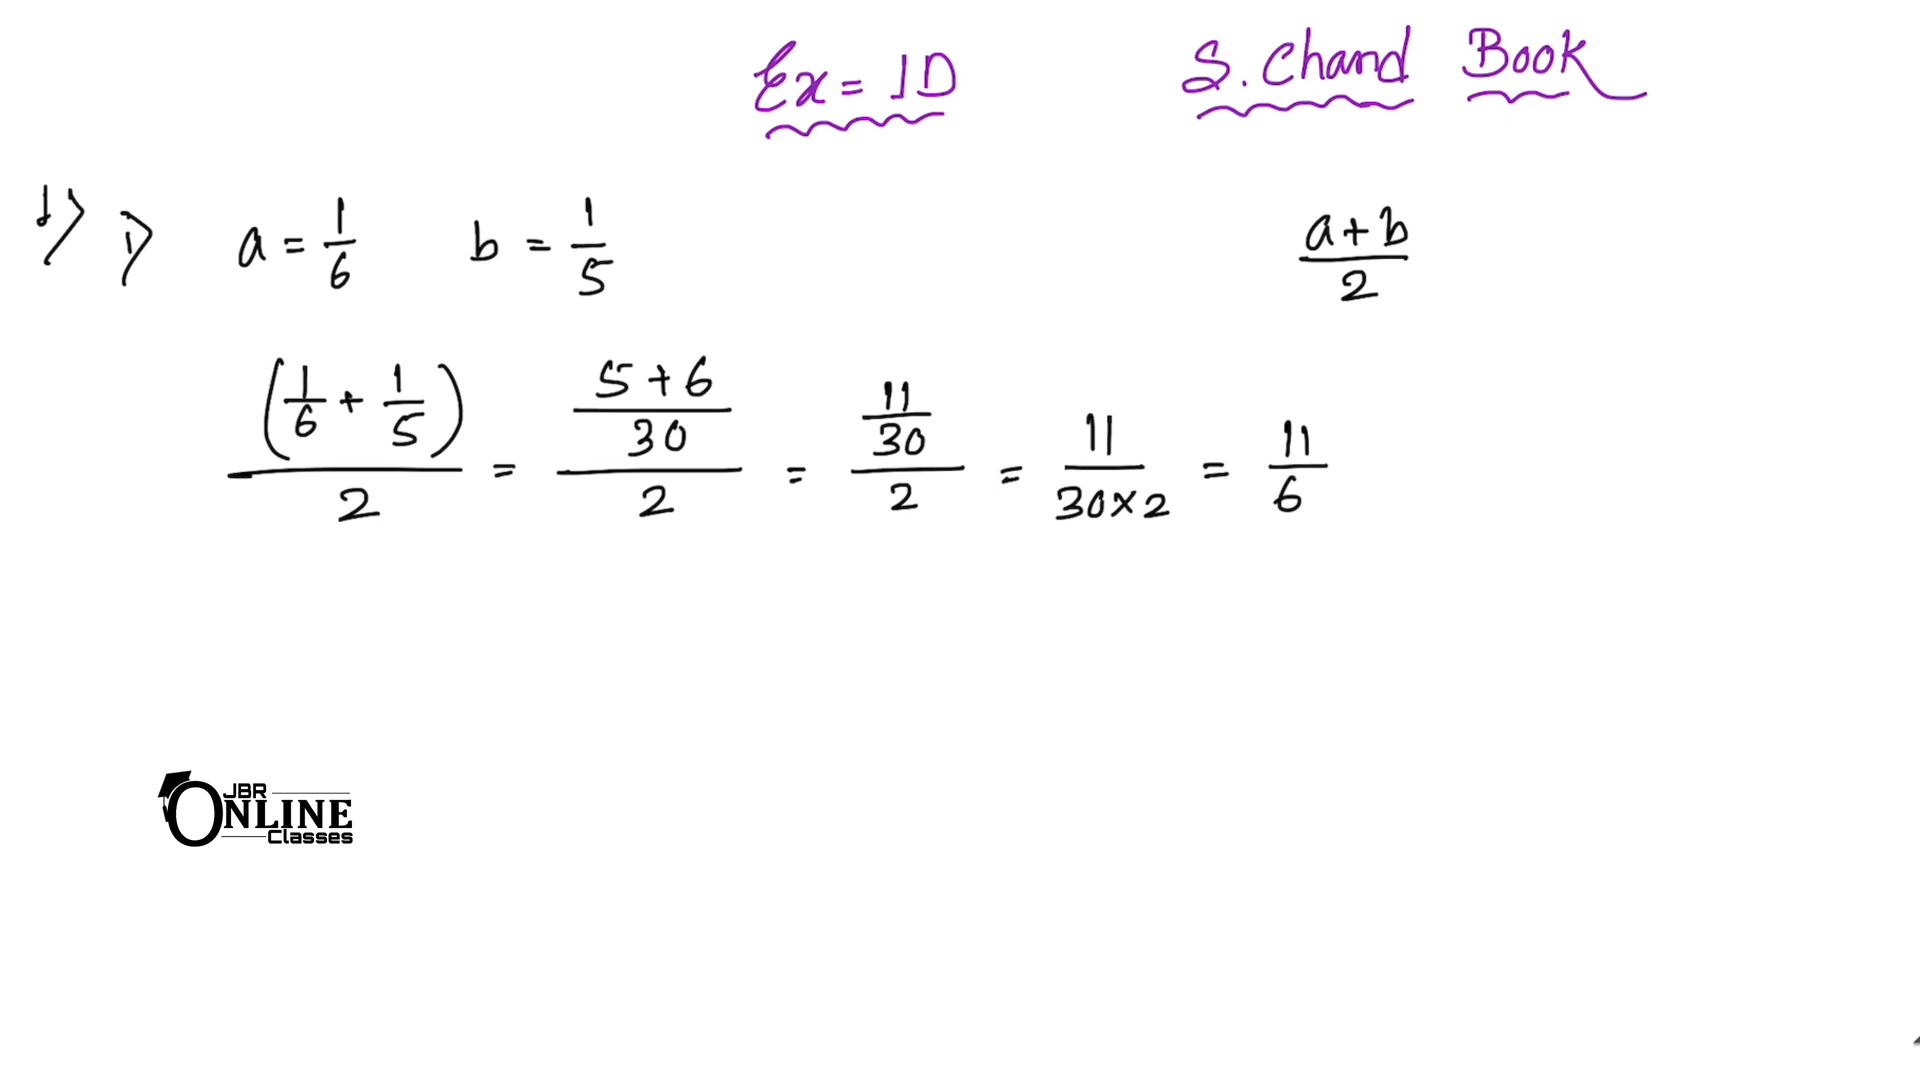 Ex = 1D S. Chand Book
1) i) a = 1/6 b = 1/5 a+b/2
(1/6 + 1/5)/2 = (5+6/30)/2 = (11/30)/2 = 11/30×2 = 11/6
JBR
ONLINE
Classes